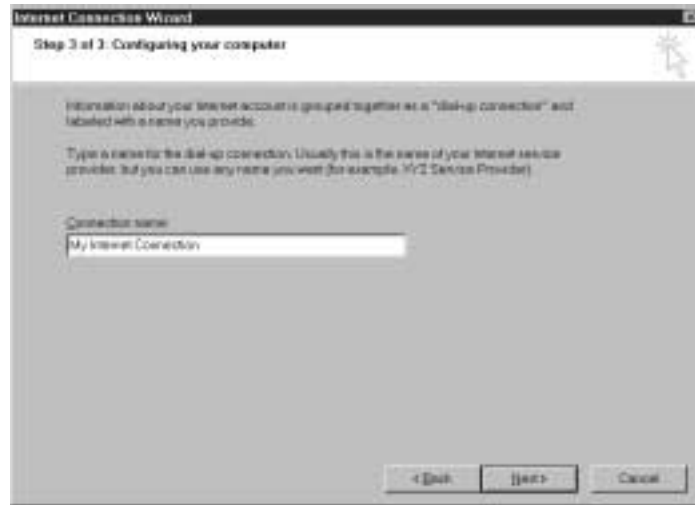 Internet Connection Wizard
Step 3 of 3: Configuring your computer
Information about your Internet account is grouped together as a "dial-up connection" and
labeled with a name you provide.
Type a name for the dial-up connection. Usually this is the name of your Internet service
provider, but you can use any name you want (for example, XYZ Service Provider).
Connection name:
My Internet Connection
< Back
Next >
Cancel